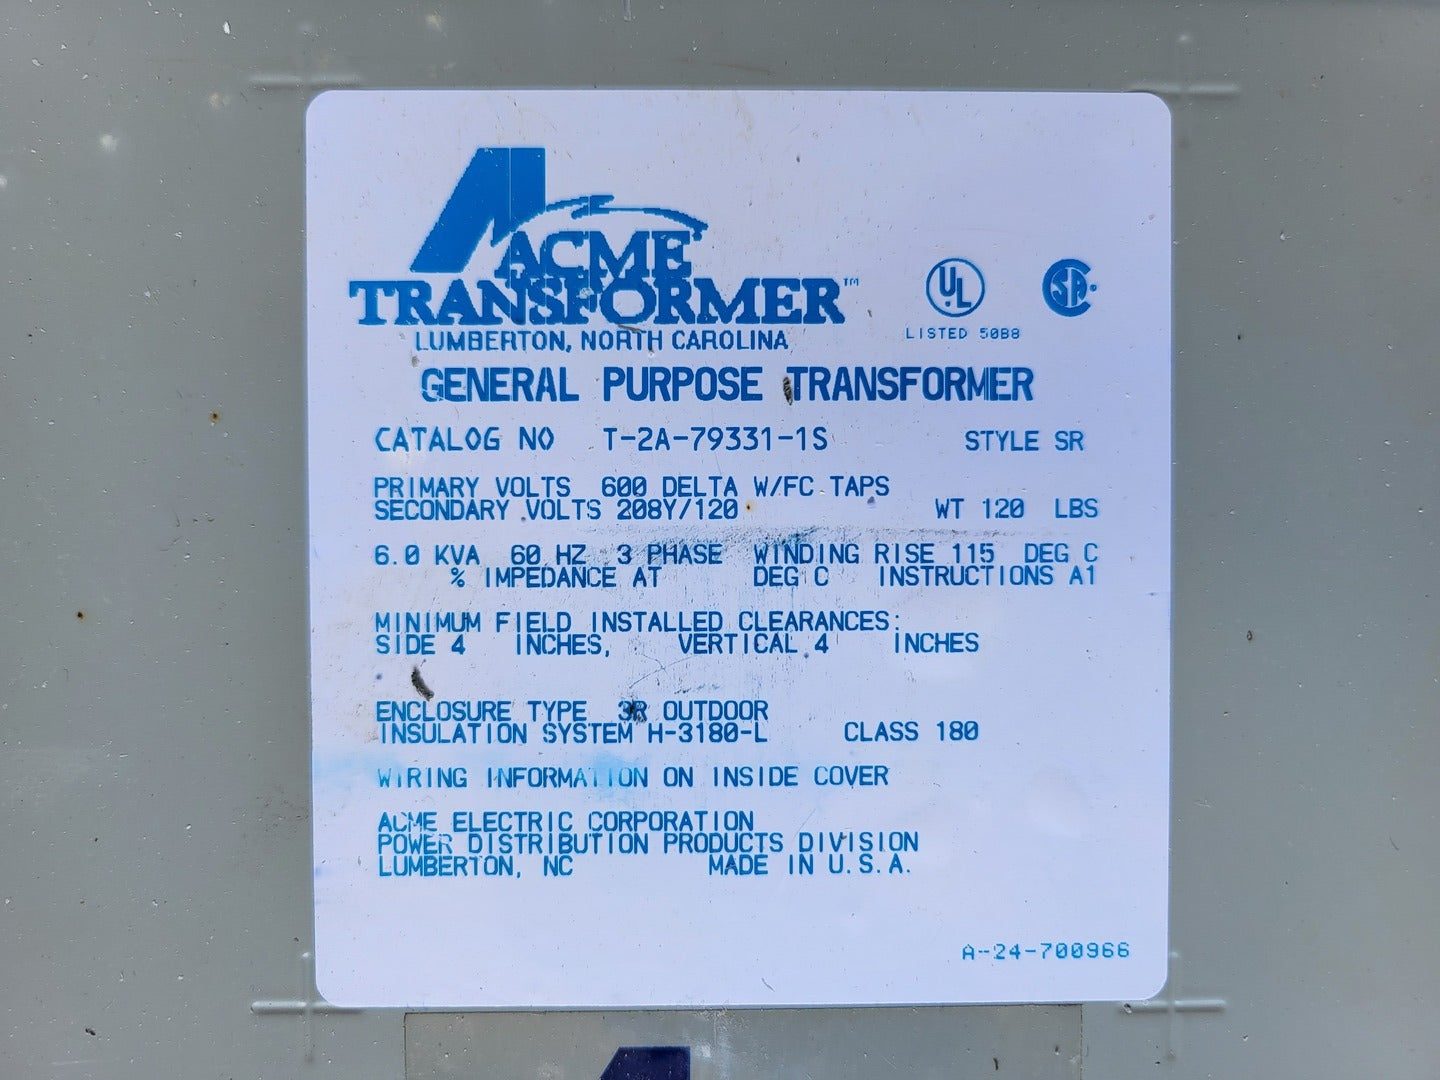 ACME
TRANSFORMER™
LUMBERTON, NORTH CAROLINA
UL
LISTED 50B8
SA
GENERAL PURPOSE TRANSFORMER
CATALOG NO T-2A-79331-1S STYLE SR
PRIMARY VOLTS 600 DELTA W/FC TAPS
SECONDARY VOLTS 208Y/120 WT 120 LBS
6.0 KVA 60 HZ 3 PHASE WINDING RISE 115 DEG C
% IMPEDANCE AT DEG C INSTRUCTIONS A1
MINIMUM FIELD INSTALLED CLEARANCES:
SIDE 4 INCHES, VERTICAL 4 INCHES
ENCLOSURE TYPE 3R OUTDOOR
INSULATION SYSTEM H-3180-L CLASS 180
WIRING INFORMATION ON INSIDE COVER
ACME ELECTRIC CORPORATION
POWER DISTRIBUTION PRODUCTS DIVISION
LUMBERTON, NC MADE IN U.S.A.
A-24-700966